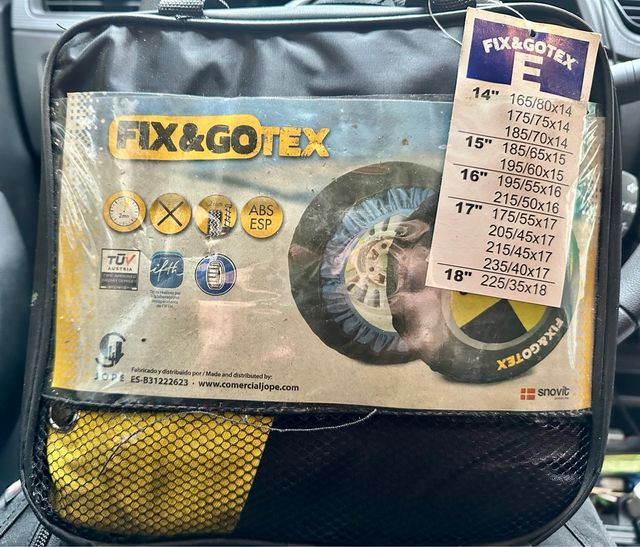 FIX&GOTEX
E
14" 165/80x14
175/75x14
185/70x14
15" 185/65x15
195/60x15
16" 195/55x16
215/50x16
17" 175/55x17
205/45x17
215/45x17
235/40x17
18" 225/35x18
FIX&GOTEX
2min
ABS
ESP
TÜV
AUSTRIA
ifth
JOPE
Fabricado y distribuido por / Made and distributed by:
ES-B31222623 · www.comercialjope.com
FIX&GOTEX
snovit